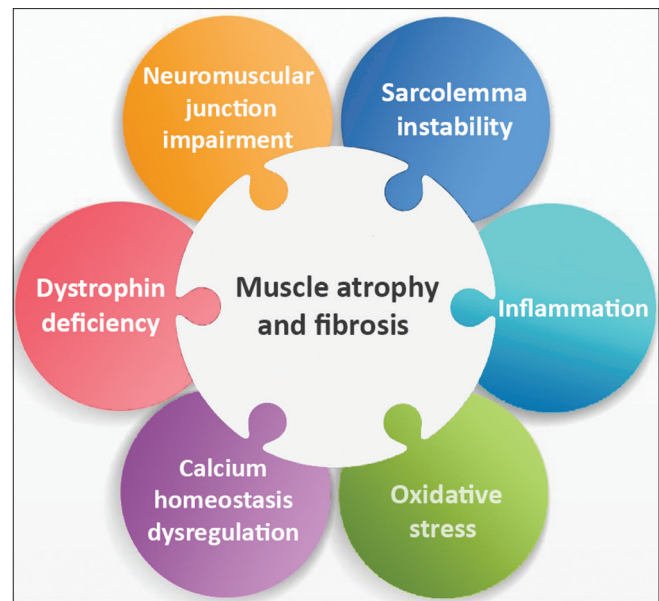 Neuromuscular
junction
impairment
Sarcolemma
instability
Dystrophin
deficiency
Muscle atrophy
and fibrosis
Inflammation
Calcium
homeostasis
dysregulation
Oxidative
stress